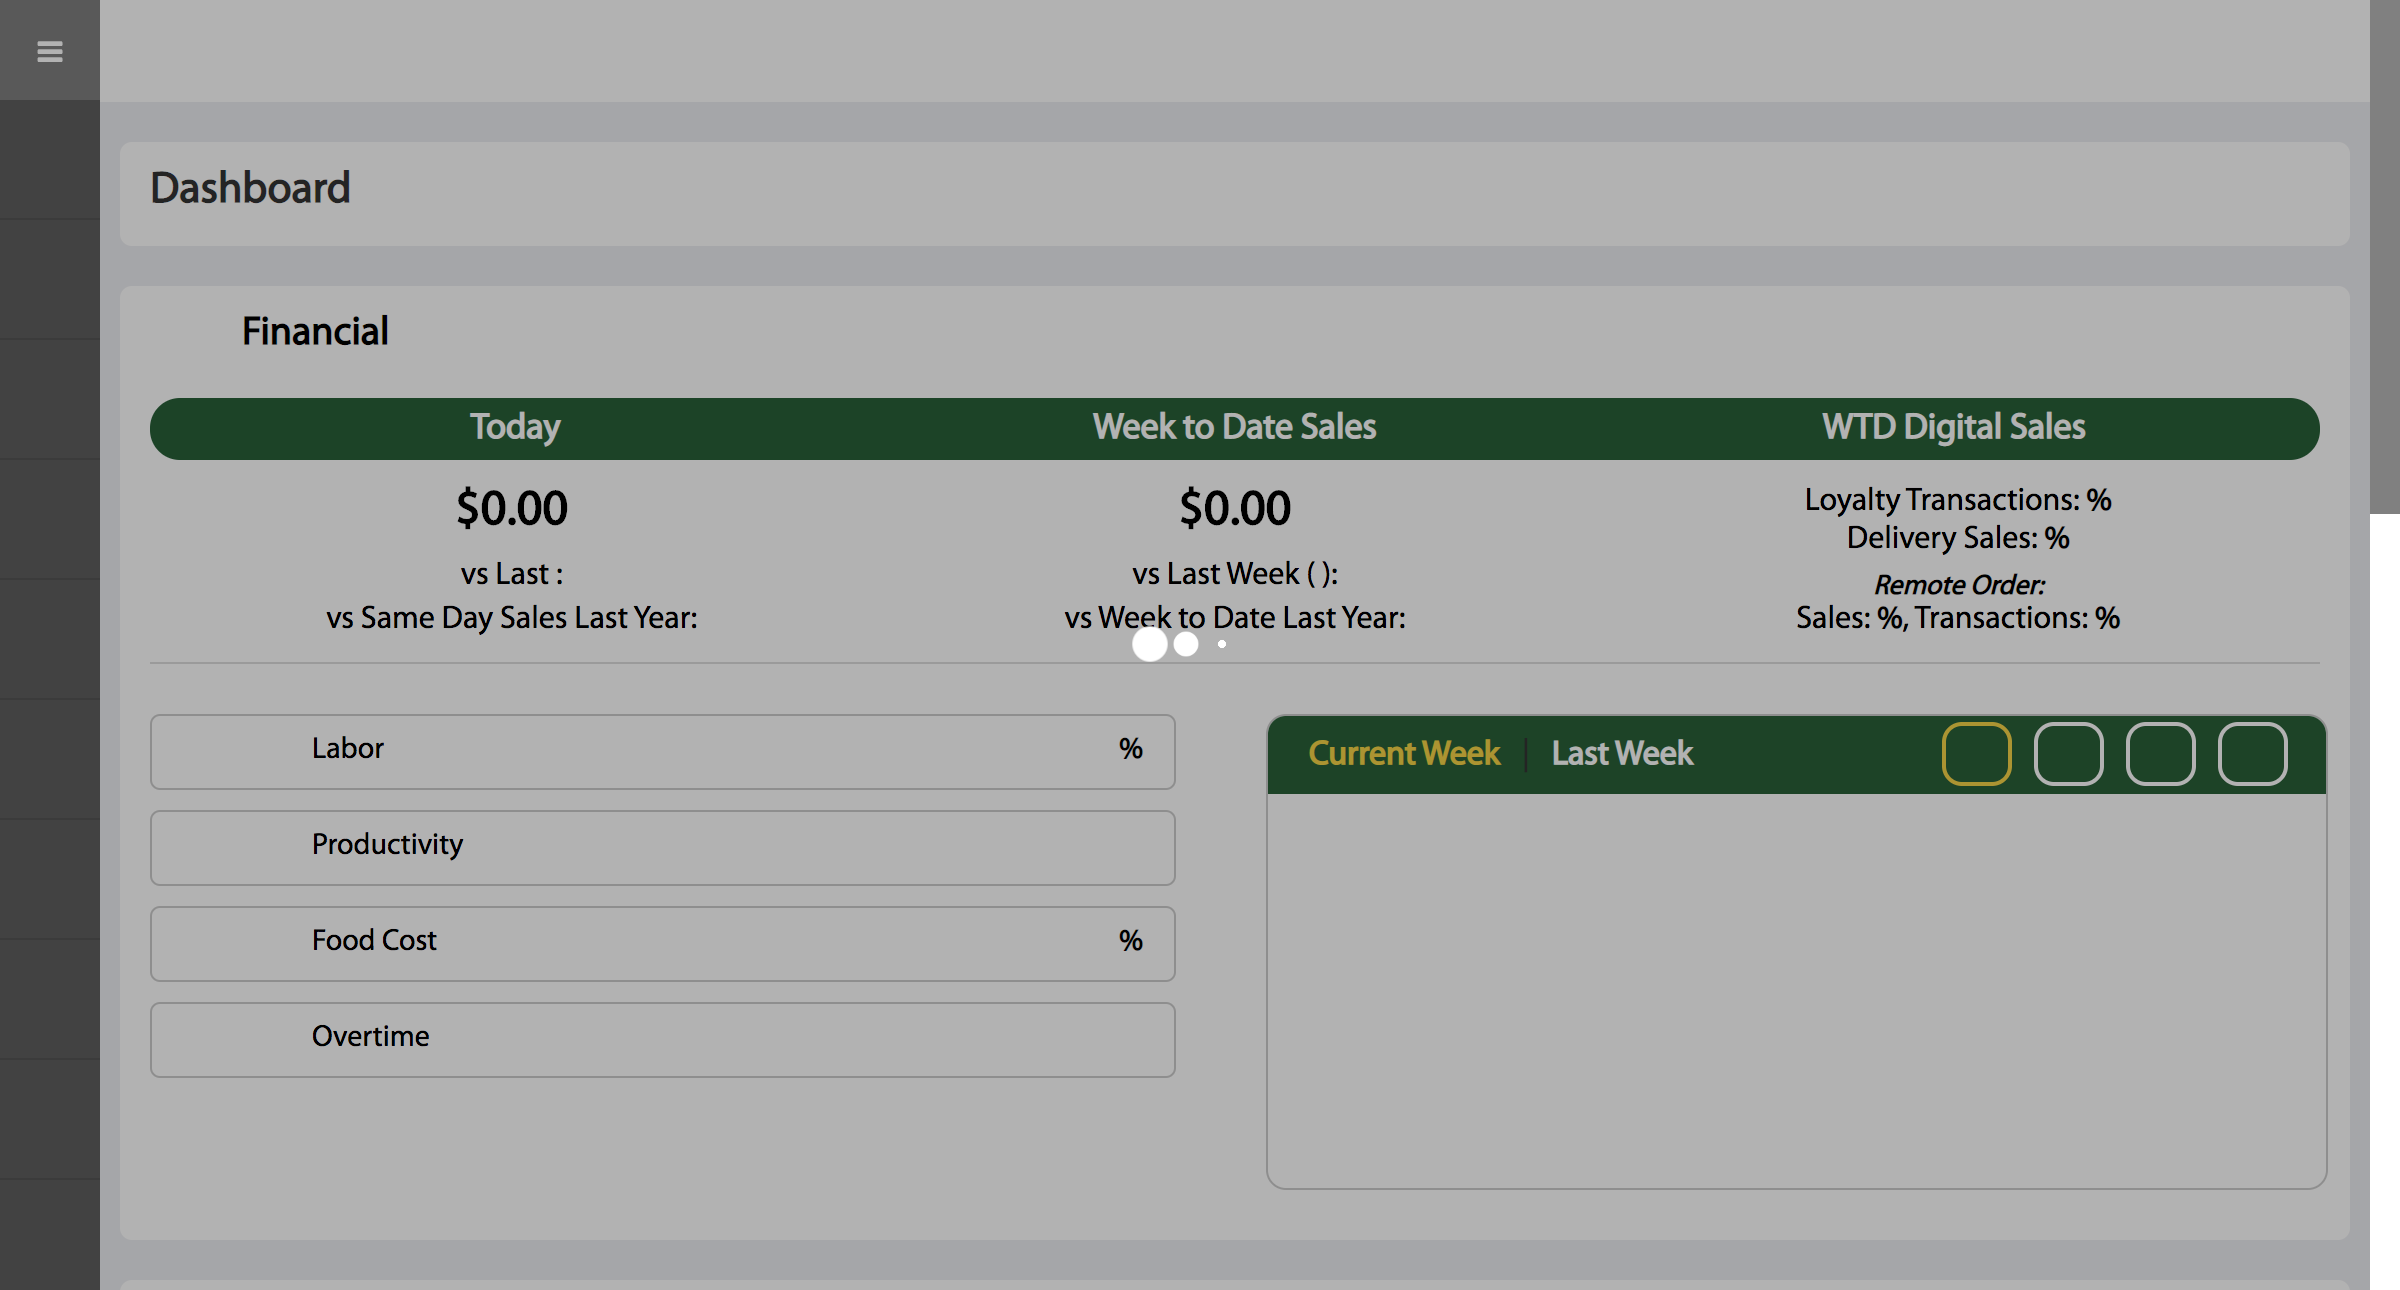 Dashboard
Financial
Today
Week to Date Sales
WTD Digital Sales
$0.00
vs Last :
vs Same Day Sales Last Year:
$0.00
vs Last Week ( ):
vs Week to Date Last Year:
Loyalty Transactions: %
Delivery Sales: %
Remote Order:
Sales: %, Transactions: %
Labor %
Productivity
Food Cost %
Overtime
Current Week | Last Week